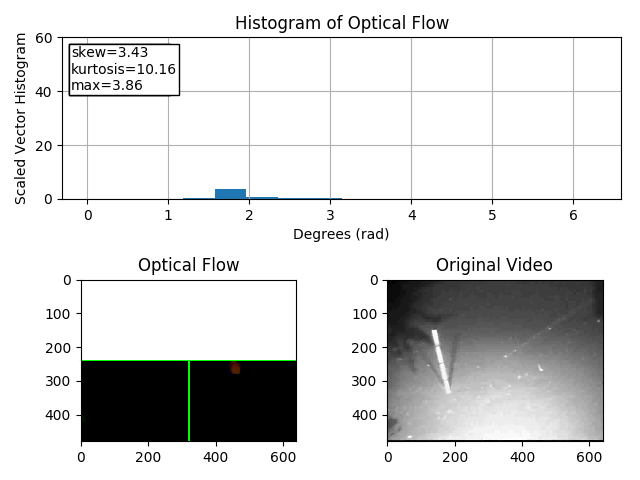 Histogram of Optical Flow
Scaled Vector Histogram
60
40
20
0
skew=3.43
kurtosis=10.16
max=3.86
0 1 2 3 4 5 6
Degrees (rad)
Optical Flow
0
100
200
300
400
0 200 400 600
Original Video
0
100
200
300
400
0 200 400 600